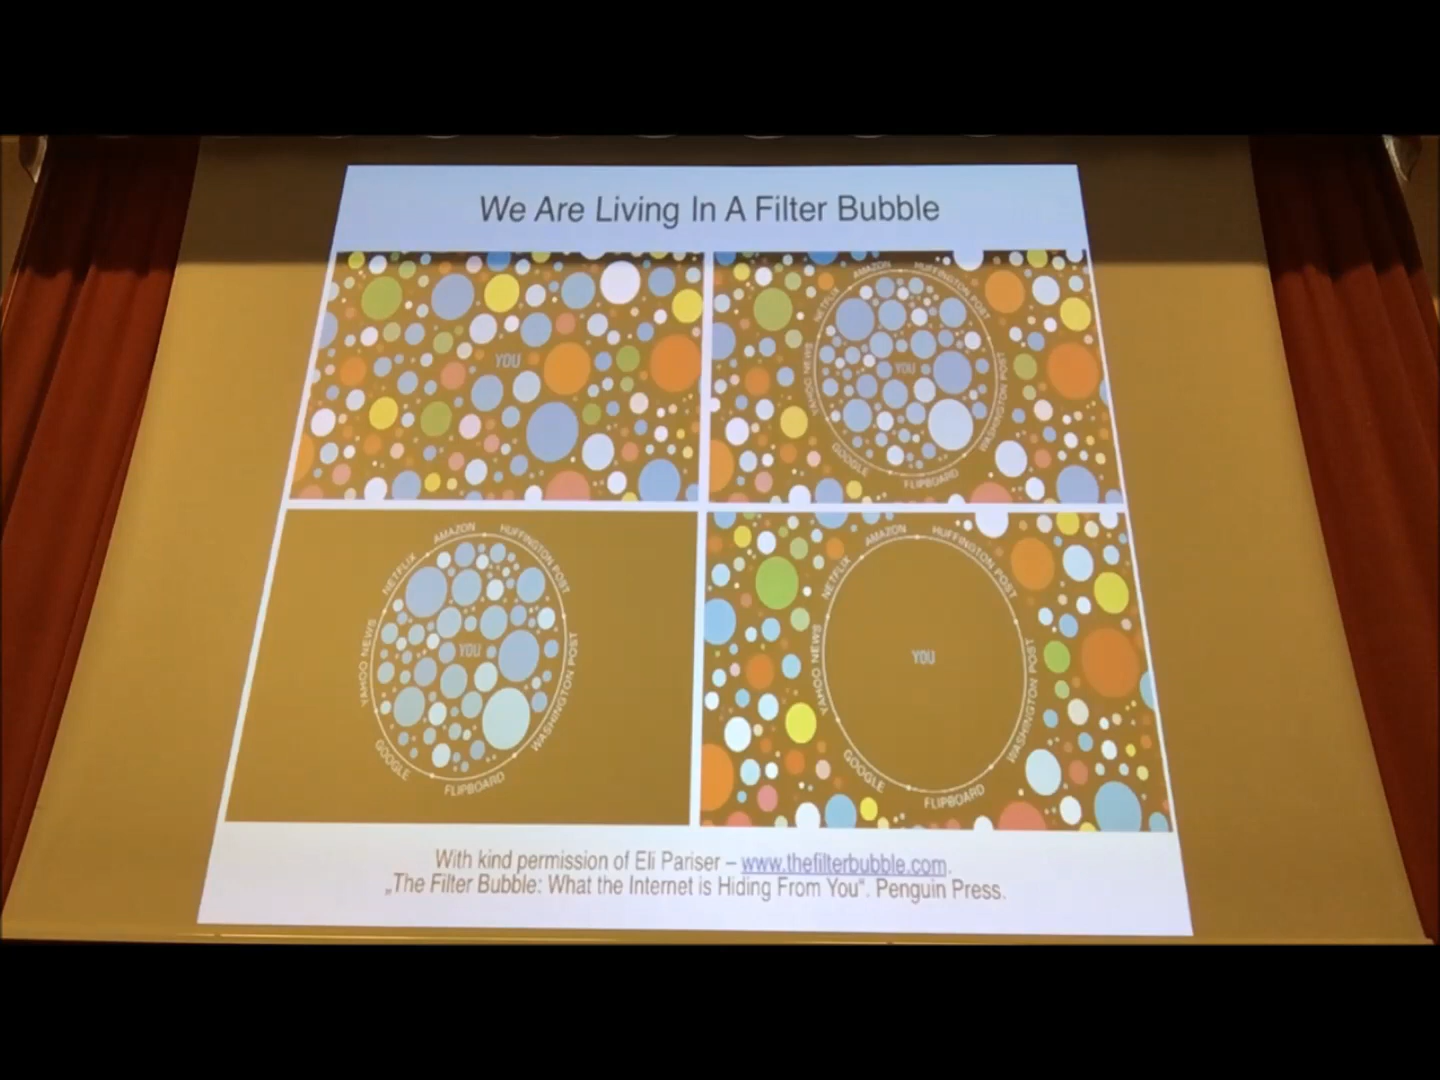 We Are Living In A Filter Bubble
YOU
AMAZON
HUFFINGTON POST
NETFLIX
YOU
YAHOO NEWS
WASHINGTON POST
GOOGLE
FLIPBOARD
AMAZON
HUFFINGTON POST
NETFLIX
YOU
YAHOO NEWS
WASHINGTON POST
GOOGLE
FLIPBOARD
AMAZON
HUFFINGTON POST
NETFLIX
YOU
YAHOO NEWS
WASHINGTON POST
GOOGLE
FLIPBOARD
With kind permission of Eli Pariser – www.thefilterbubble.com.
„The Filter Bubble: What the Internet is Hiding From You“. Penguin Press.